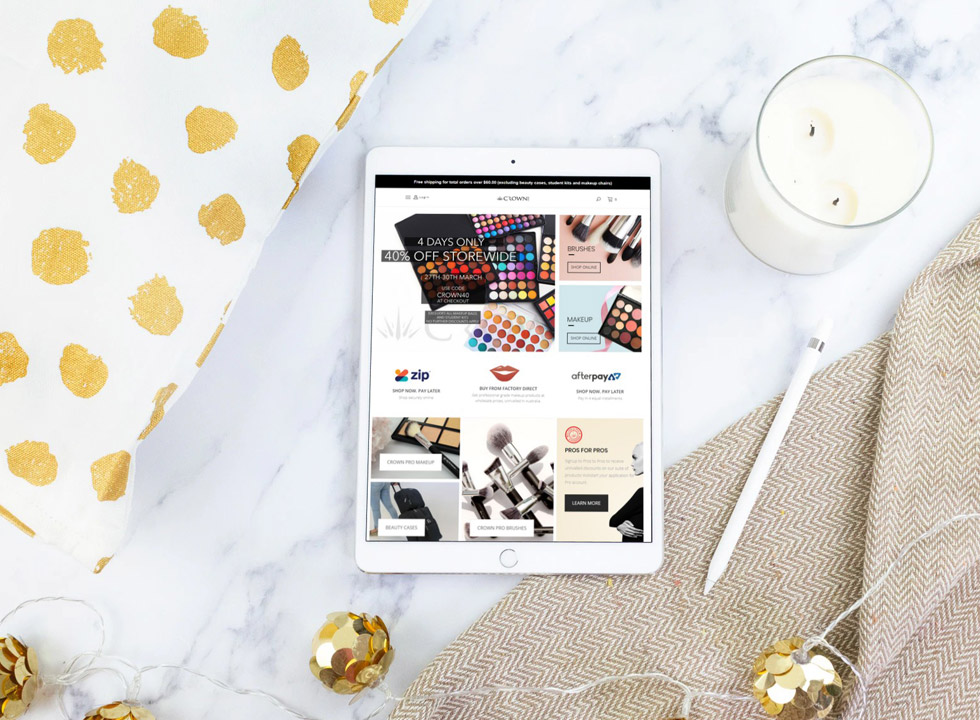 Free shipping for total orders over $60.00 (excluding beauty cases, student kits and makeup chairs)
CROWN
4 DAYS ONLY
40% OFF STOREWIDE
27TH-30TH MARCH
USE CODE
CROWN40
AT CHECKOUT
BRUSHES
SHOP ONLINE
MAKEUP
SHOP ONLINE
zip
SHOP NOW. PAY LATER
BUY FROM FACTORY DIRECT
afterpay
SHOP NOW. PAY LATER
CROWN PRO MAKEUP
BEAUTY CASES
CROWN PRO BRUSHES
PROS FOR PROS
LEARN MORE